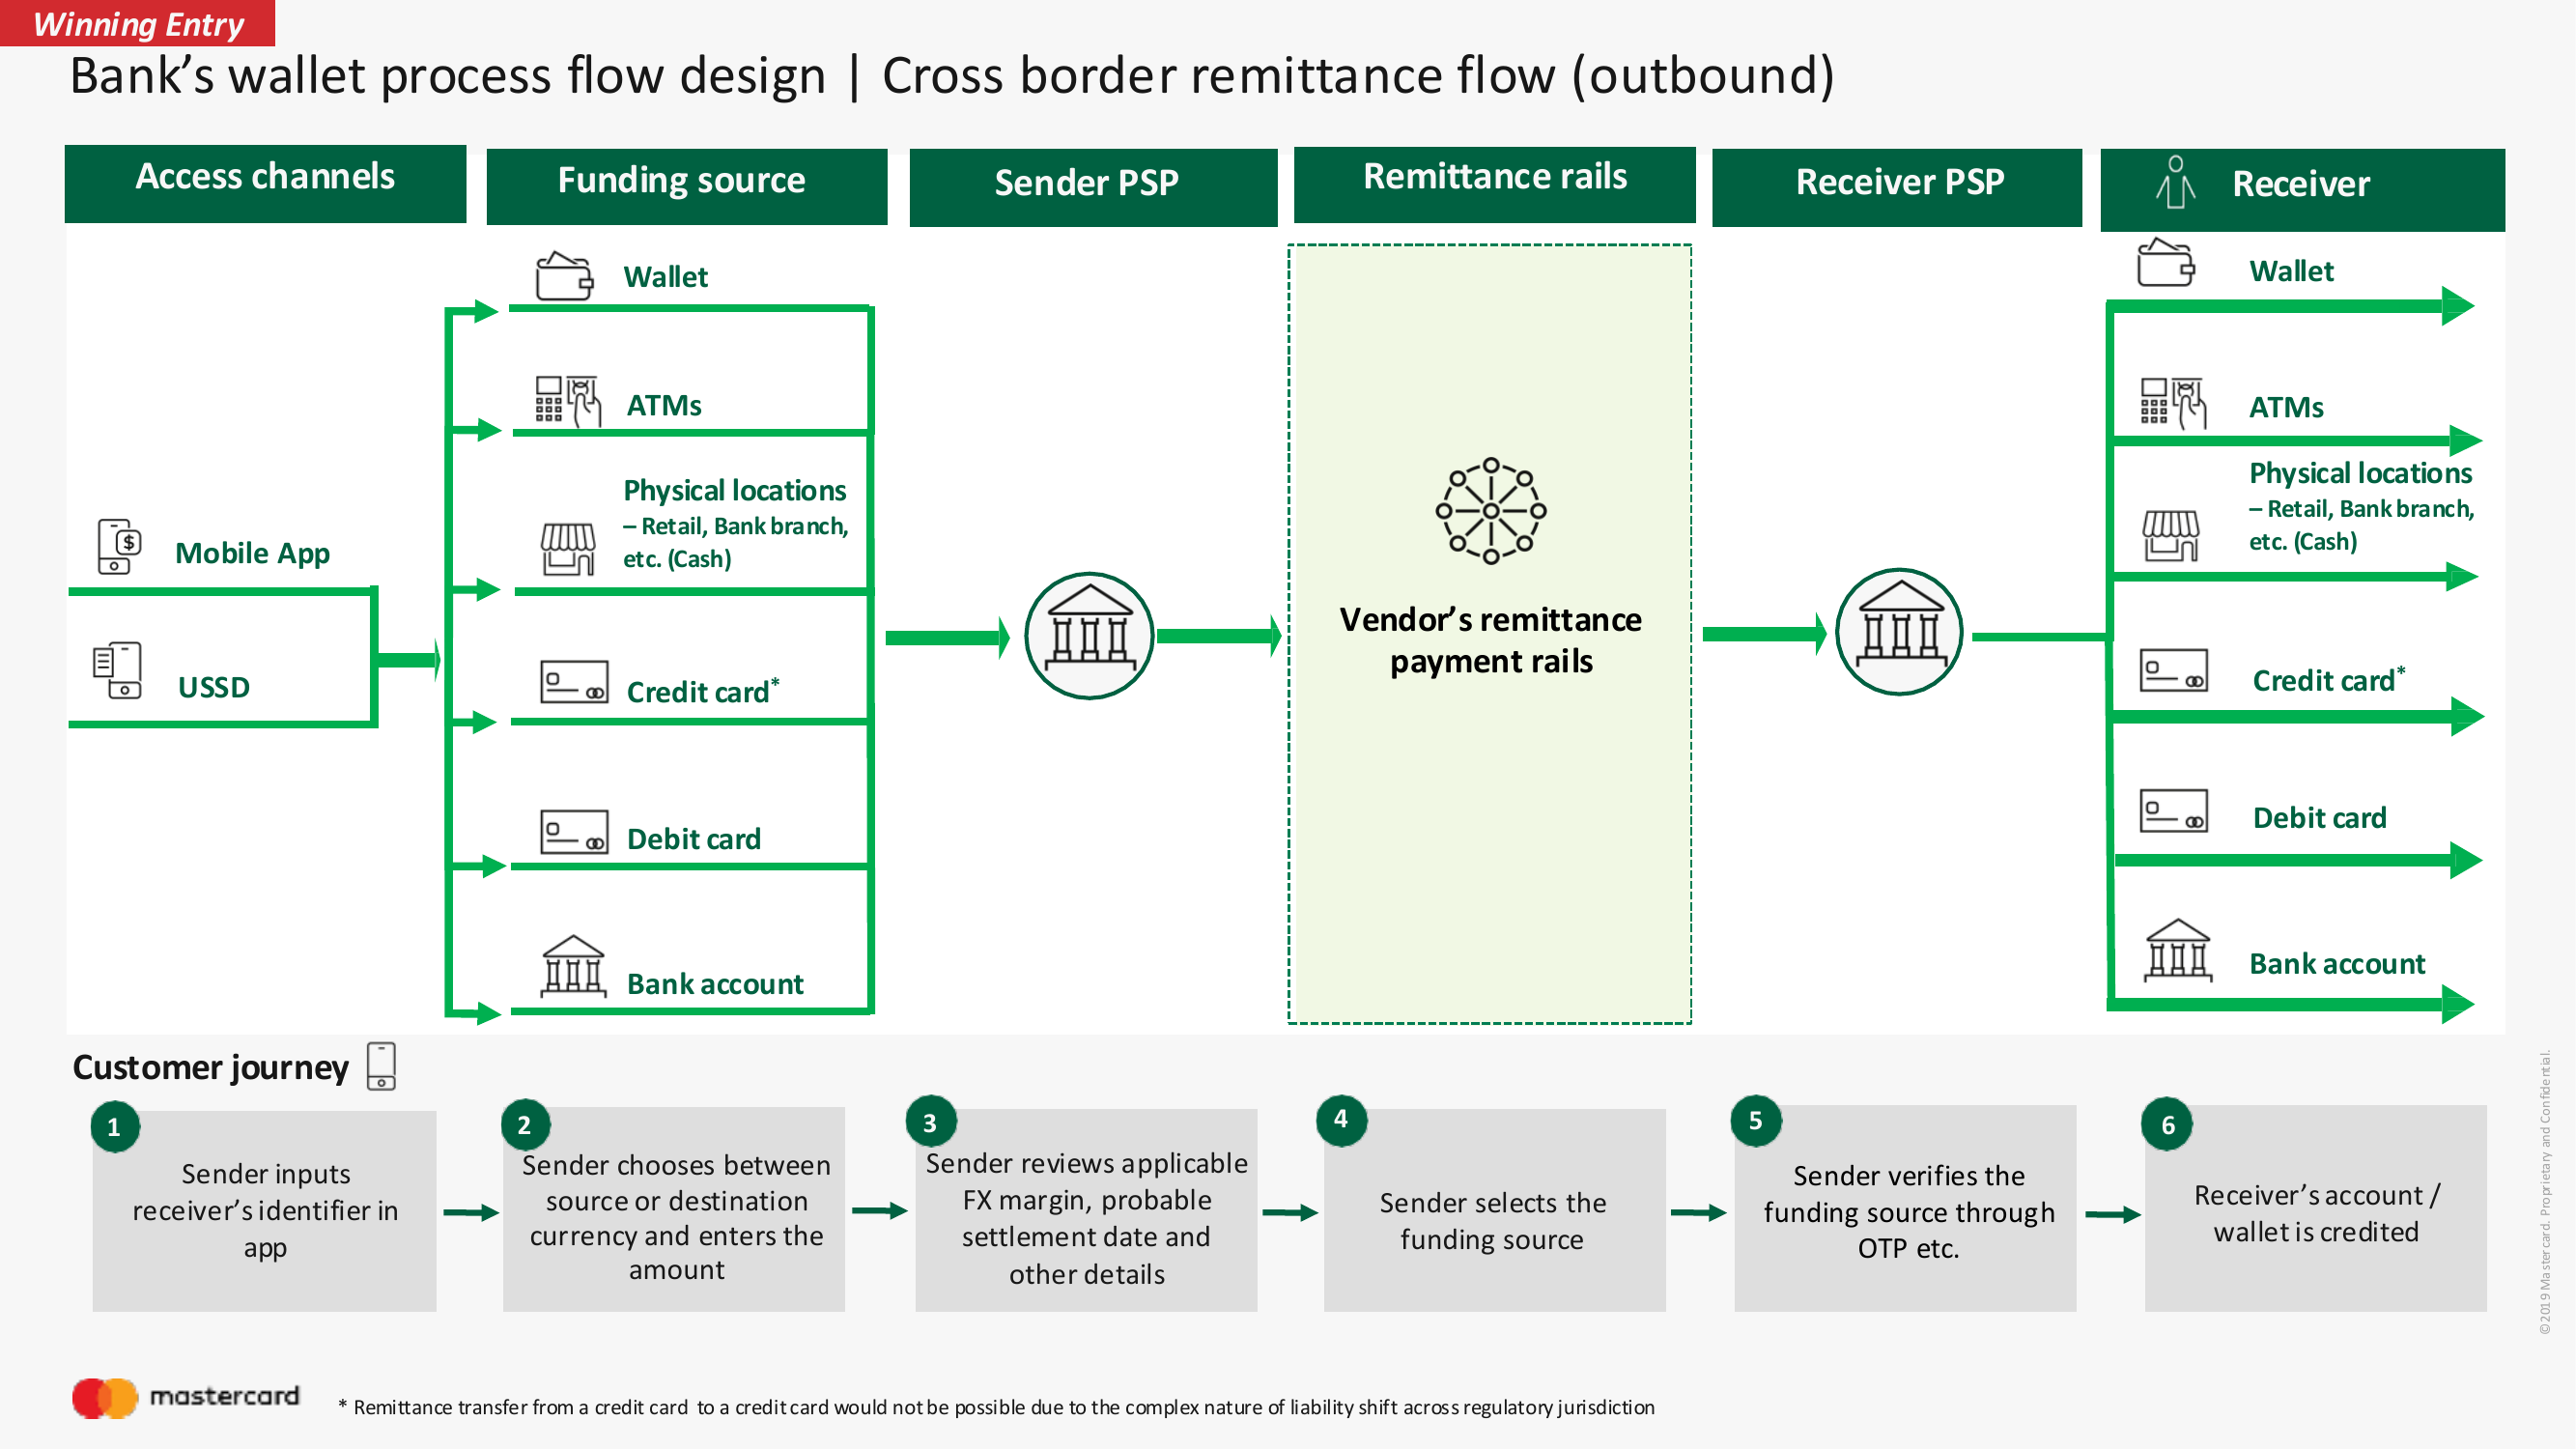 Winning Entry
Bank’s wallet process flow design | Cross border remittance flow (outbound)
Access channels
Funding source
Sender PSP
Remittance rails
Receiver PSP
Receiver
Mobile App
USSD
Wallet
ATMs
Physical locations
– Retail, Bank branch,
etc. (Cash)
Credit card*
Debit card
Bank account
$
Vendor’s remittance
payment rails
Wallet
ATMs
Physical locations
– Retail, Bank branch,
etc. (Cash)
Credit card*
Debit card
Bank account
Customer journey
1
Sender inputs
receiver’s identifier in
app
2
Sender chooses between
source or destination
currency and enters the
amount
3
Sender reviews applicable
FX margin, probable
settlement date and
other details
4
Sender selects the
funding source
5
Sender verifies the
funding source through
OTP etc.
6
Receiver’s account /
wallet is credited
©2019 Mastercard. Proprietary and Confidential.
mastercard
* Remittance transfer from a credit card to a credit card would not be possible due to the complex nature of liability shift across regulatory jurisdiction